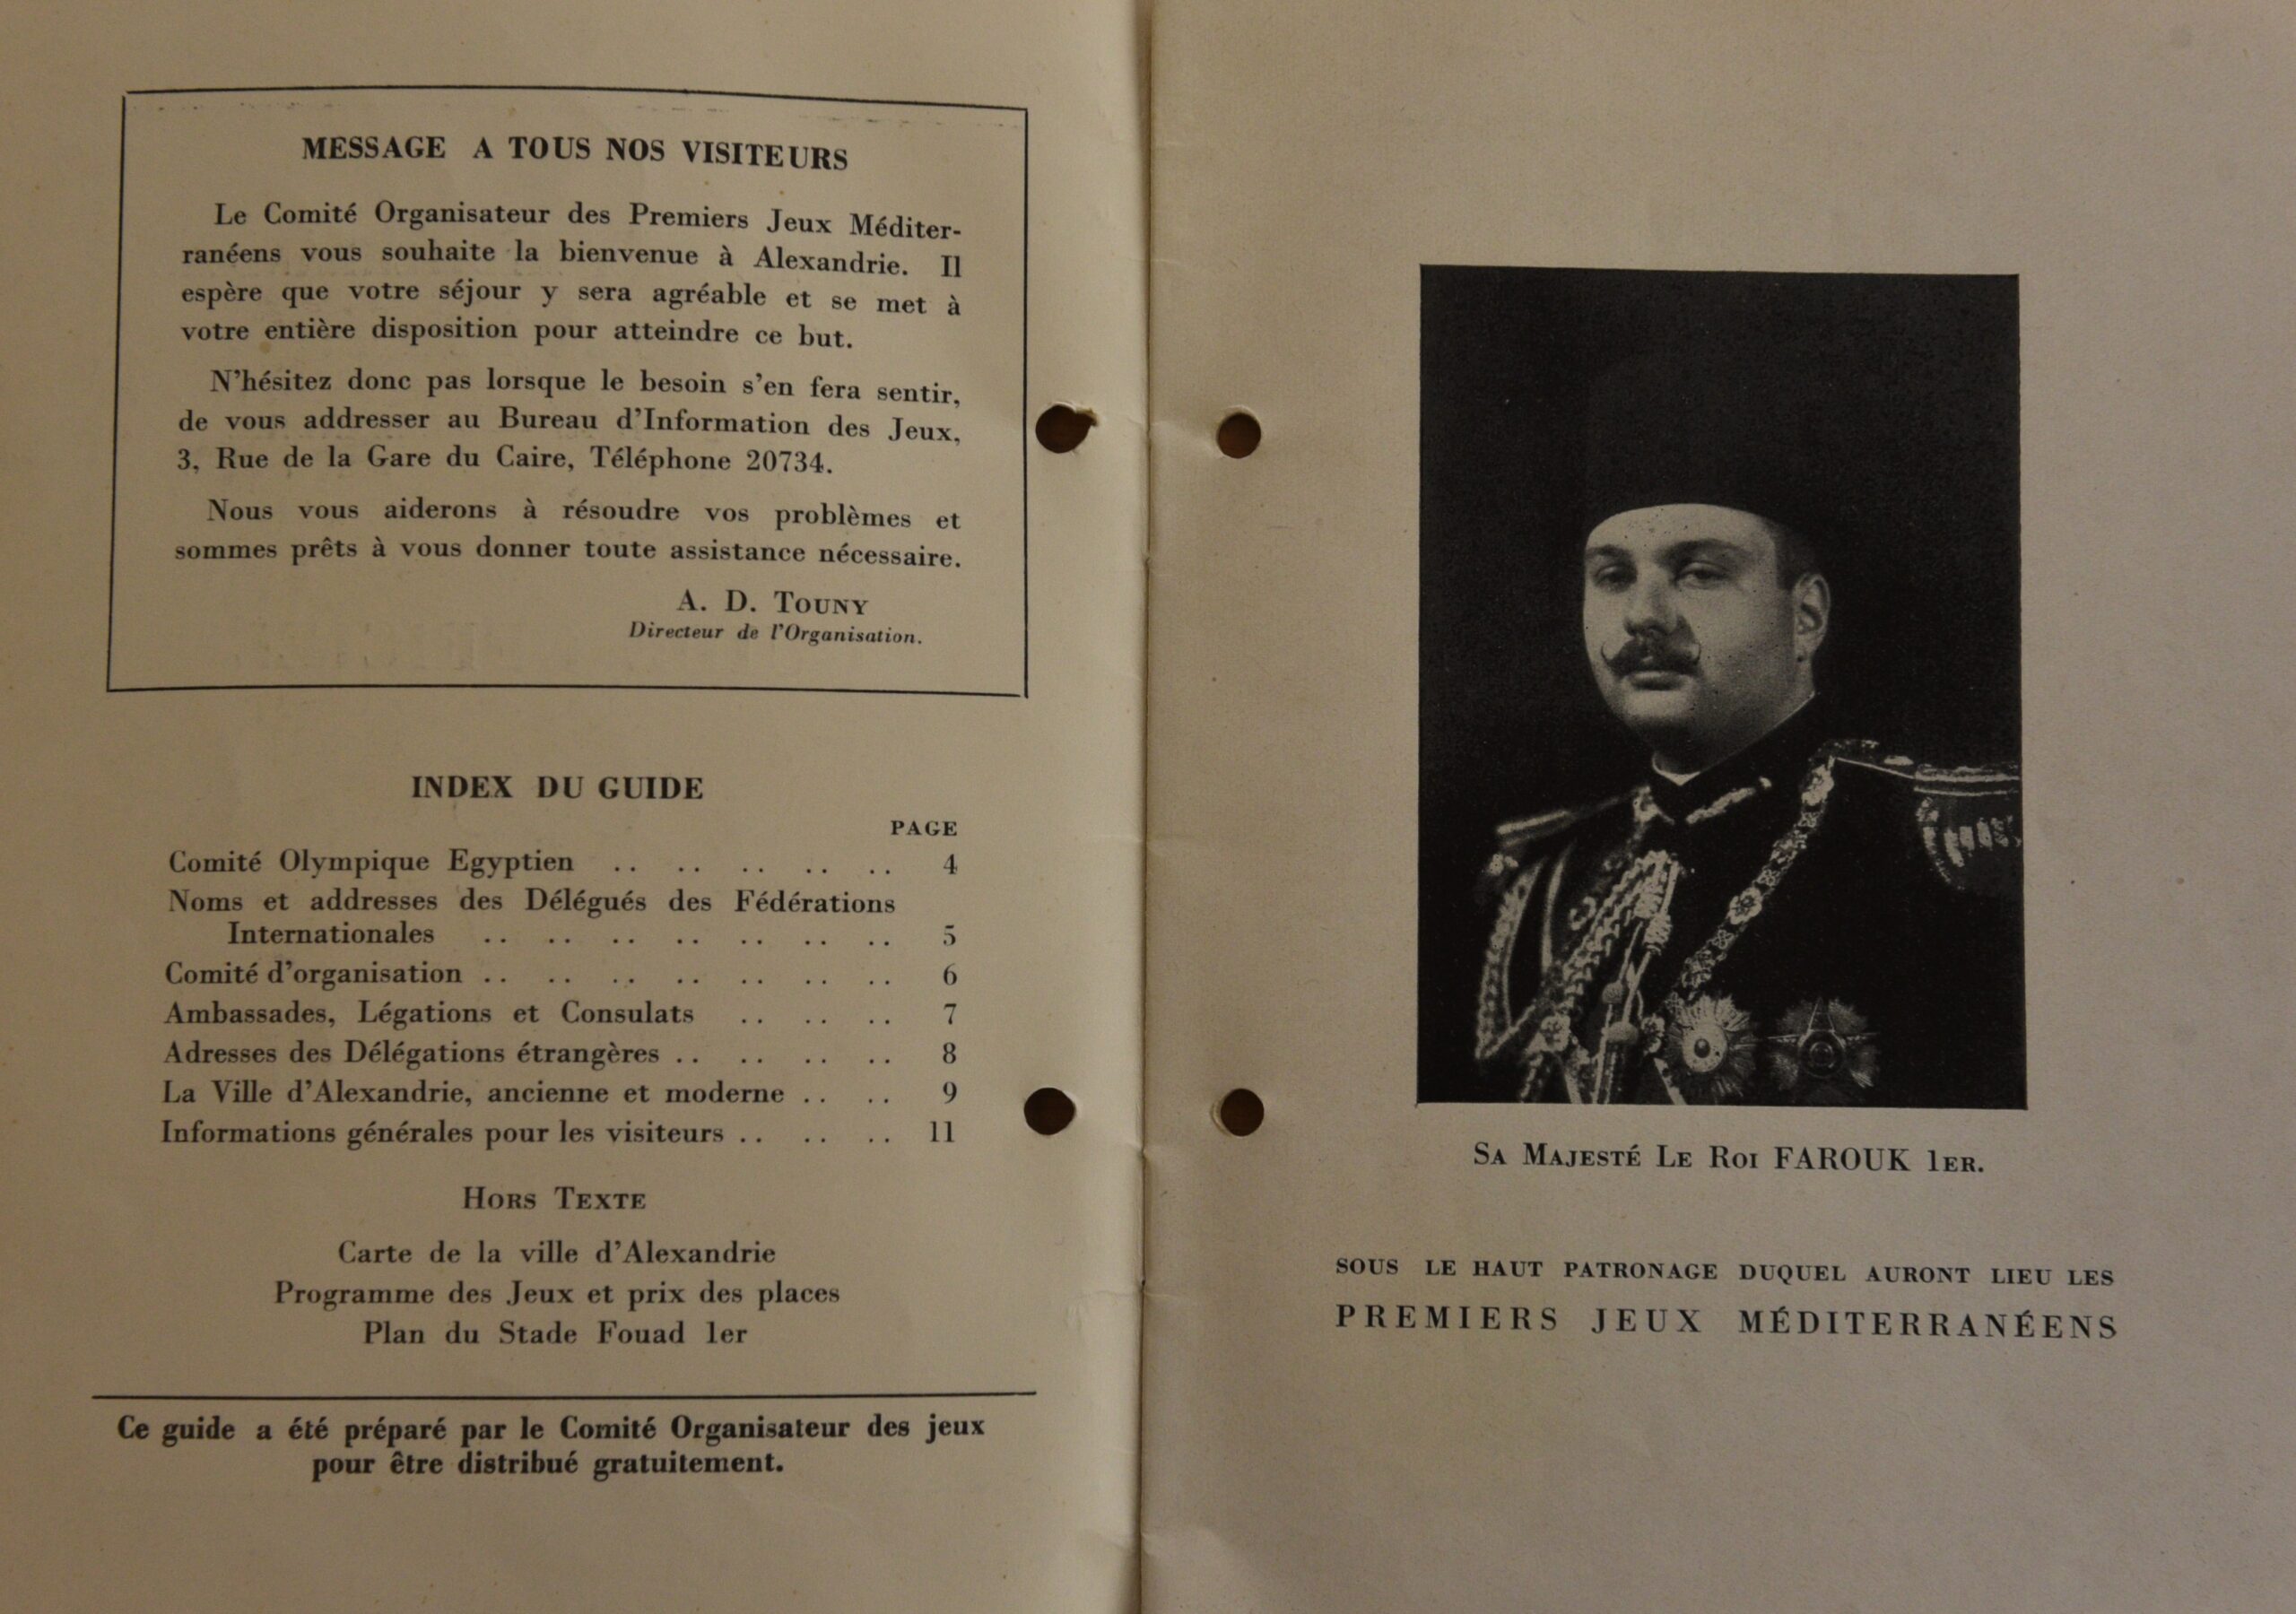 MESSAGE A TOUS NOS VISITEURS
Le Comité Organisateur des Premiers Jeux Méditer-
ranéens vous souhaite la bienvenue à Alexandrie. Il
espère que votre séjour y sera agréable et se met à
votre entière disposition pour atteindre ce but.
N'hésitez donc pas lorsque le besoin s'en fera sentir,
de vous addresser au Bureau d'Information des Jeux,
3, Rue de la Gare du Caire, Téléphone 20734.
Nous vous aiderons à résoudre vos problèmes et
sommes prêts à vous donner toute assistance nécessaire.
A. D. TOUNY
Directeur de l'Organisation.
INDEX DU GUIDE
PAGE
Comité Olympique Egyptien .. .. .. .. .. 4
Noms et addresses des Délégués des Fédérations
Internationales .. .. .. .. .. .. .. 5
Comité d'organisation .. .. .. .. .. .. .. 6
Ambassades, Légations et Consulats .. .. .. 7
Adresses des Délégations étrangères .. .. .. .. 8
La Ville d'Alexandrie, ancienne et moderne .. .. 9
Informations générales pour les visiteurs .. .. .. 11
HORS TEXTE
Carte de la ville d'Alexandrie
Programme des Jeux et prix des places
Plan du Stade Fouad 1er
Ce guide a été préparé par le Comité Organisateur des jeux
pour être distribué gratuitement.
SA MAJESTÉ LE ROI FAROUK 1ER.
SOUS LE HAUT PATRONAGE DUQUEL AURONT LIEU LES
PREMIERS JEUX MÉDITERRANÉENS